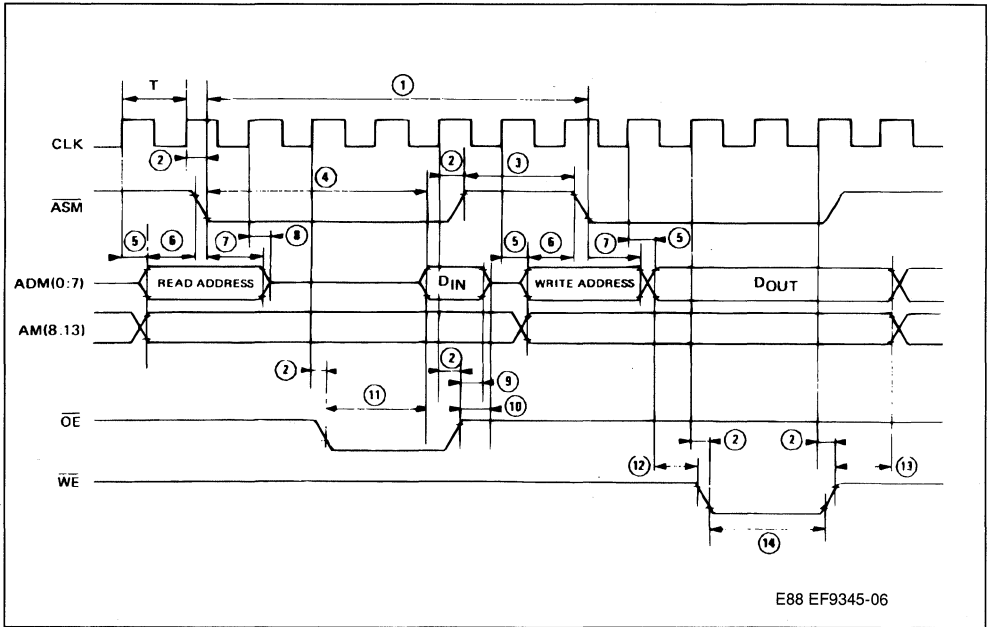 T ①
CLK
② ② ③
④
ASM
⑤ ⑥ ⑦ ⑧ ⑤ ⑥ ⑦ ⑤
ADM(0:7) READ ADDRESS DIN WRITE ADDRESS DOUT
AM(8.13)
② ② ⑨
⑪ ⑩
OE
② ②
⑫ ⑬
WE
⑭
E88 EF9345-06